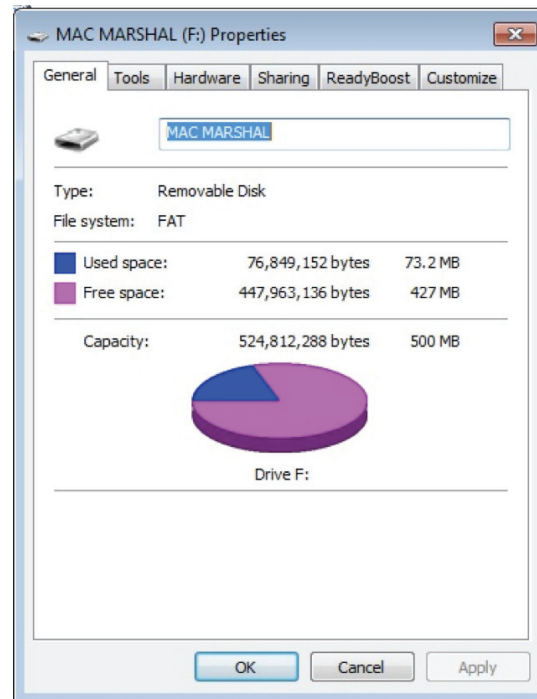 MAC MARSHAL (F:) Properties
General Tools Hardware Sharing ReadyBoost Customize
MAC MARSHAL
Type: Removable Disk
File system: FAT
Used space: 76,849,152 bytes 73.2 MB
Free space: 447,963,136 bytes 427 MB
Capacity: 524,812,288 bytes 500 MB
Drive F:
OK Cancel Apply